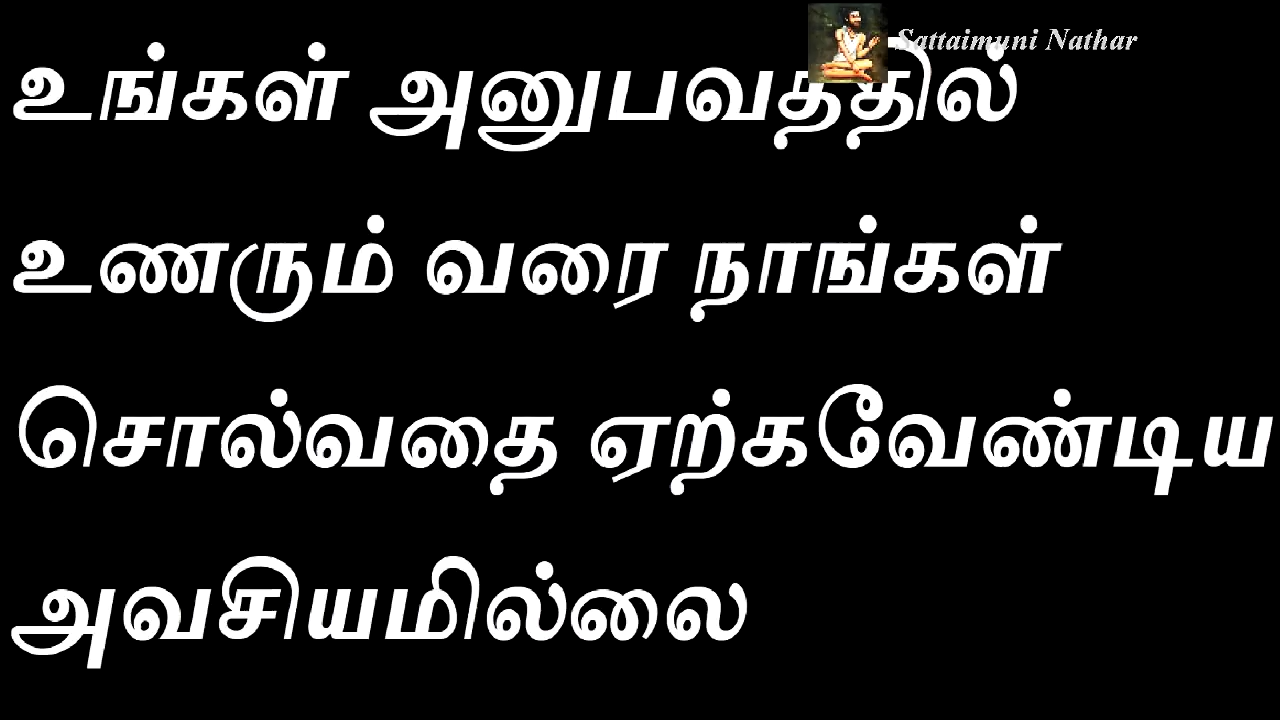 Sattaimuni Nathar
உங்கள் அனுபவத்தில்
உணரும் வரை நாங்கள்
சொல்வதை ஏற்கவேண்டிய
அவசியமில்லை